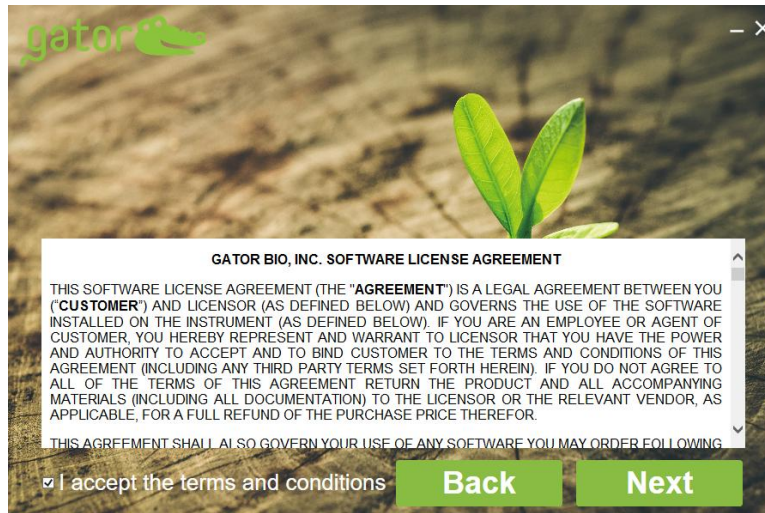 gator
GATOR BIO, INC. SOFTWARE LICENSE AGREEMENT
THIS SOFTWARE LICENSE AGREEMENT (THE "AGREEMENT") IS A LEGAL AGREEMENT BETWEEN YOU
("CUSTOMER") AND LICENSOR (AS DEFINED BELOW) AND GOVERNS THE USE OF THE SOFTWARE
INSTALLED ON THE INSTRUMENT (AS DEFINED BELOW). IF YOU ARE AN EMPLOYEE OR AGENT OF
CUSTOMER, YOU HEREBY REPRESENT AND WARRANT TO LICENSOR THAT YOU HAVE THE POWER
AND AUTHORITY TO ACCEPT AND TO BIND CUSTOMER TO THE TERMS AND CONDITIONS OF THIS
AGREEMENT (INCLUDING ANY THIRD PARTY TERMS SET FORTH HEREIN). IF YOU DO NOT AGREE TO
ALL OF THE TERMS OF THIS AGREEMENT RETURN THE PRODUCT AND ALL ACCOMPANYING
MATERIALS (INCLUDING ALL DOCUMENTATION) TO THE LICENSOR OR THE RELEVANT VENDOR, AS
APPLICABLE, FOR A FULL REFUND OF THE PURCHASE PRICE THEREFOR.
THIS AGREEMENT SHALL ALSO GOVERN YOUR USE OF ANY SOFTWARE YOU MAY ORDER FOLLOWING
I accept the terms and conditions
Back
Next